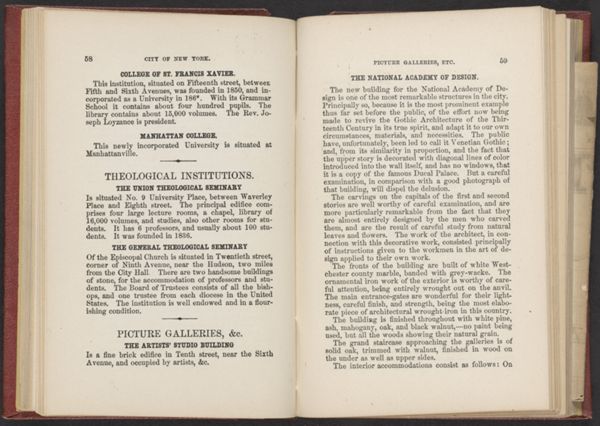 58 CITY OF NEW YORK.
COLLEGE OF ST. FRANCIS XAVIER.
This institution, situated on Fifteenth street, between
Fifth and Sixth Avenues, was founded in 1850, and in-
corporated as a University in 186*. With its Grammar
School it contains about four hundred pupils. The
library contains about 15,000 volumes. The Rev. Jo-
seph Loyzance is president.
MANHATTAN COLLEGE.
This newly incorporated University is situated at
Manhattanville.
THEOLOGICAL INSTITUTIONS.
THE UNION THEOLOGICAL SEMINARY
Is situated No. 9 University Place, between Waverley
Place and Eighth street. The principal edifice com-
prises four large lecture rooms, a chapel, library of
16,000 volumes, and studies, also other rooms for stu-
dents. It has 6 professors, and usually about 100 stu-
dents. It was founded in 1836.
THE GENERAL THEOLOGICAL SEMINARY
Of the Episcopal Church is situated in Twentieth street,
corner of Ninth Avenue, near the Hudson, two miles
from the City Hall. There are two handsome buildings
of stone, for the accommodation of professors and stu-
dents. The Board of Trustees consists of all the bish-
ops, and one trustee from each diocese in the United
States. The institution is well endowed and in a flour-
ishing condition.
PICTURE GALLERIES, &c.
THE ARTISTS' STUDIO BUILDING
Is a fine brick edifice in Tenth street, near the Sixth
Avenue, and occupied by artists, &c.
PICTURE GALLERIES, ETC. 59
THE NATIONAL ACADEMY OF DESIGN.
The new building for the National Academy of De-
sign is one of the most remarkable structures in the city.
Principally so, because it is the most prominent example
thus far set before the public, of the effort now being
made to revive the Gothic Architecture of the Thir-
teenth Century in its true spirit, and adapt it to our own
circumstances, materials, and necessities. The public
have, unfortunately, been led to call it Venetian Gothic;
and, from its similarity in proportion, and the fact that
the upper story is decorated with diagonal lines of color
introduced into the wall itself, and has no windows, that
it is a copy of the famous Ducal Palace. But a careful
examination, in comparison with a good photograph of
that building, will dispel the delusion.
The carvings on the capitals of the first and second
stories are well worthy of careful examination, and are
more particularly remarkable from the fact that they
are almost entirely designed by the men who carved
them, and are the result of careful study from natural
leaves and flowers. The work of the architect, in con-
nection with this decorative work, consisted principally
of instructions given to the workmen in the art of de-
sign applied to their own work.
The fronts of the building are built of white West-
chester county marble, banded with grey-wacke. The
ornamental iron work of the exterior is worthy of care-
ful attention, being entirely wrought out on the anvil.
The main entrance-gates are wonderful for their light-
ness, careful finish, and strength, being the most elabo-
rate piece of architectural wrought-iron in this country.
The building is finished throughout with white pine,
ash, mahogany, oak, and black walnut,—no paint being
used, but all the woods showing their natural grain.
The grand staircase approaching the galleries is of
solid oak, trimmed with walnut, finished in wood on
the under as well as upper sides.
The interior accommodations consist as follows: On